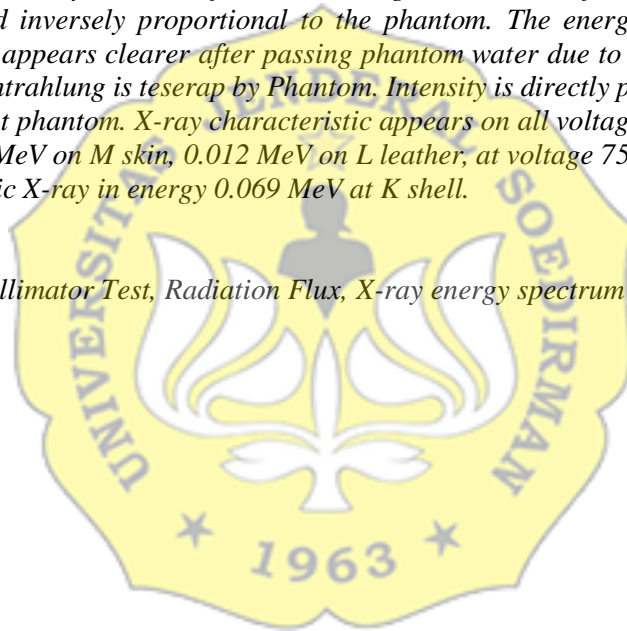 d inversely proportional to the phantom. The energ
appears clearer after passing phantom water due to
ntrahlung is teserap by Phantom. Intensity is directly p
t phantom. X-ray characteristic appears on all voltag
MeV on M skin, 0.012 MeV on L leather, at voltage 75
ic X-ray in energy 0.069 MeV at K shell.
llimator Test, Radiation Flux, X-ray energy spectrum
UNIVERSITAS JENDERAL SOEDIRMAN
★ 1963 ★